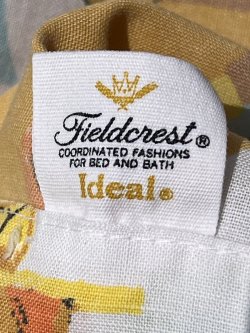 Fieldcrest®
COORDINATED FASHIONS
FOR BED AND BATH
Ideal®